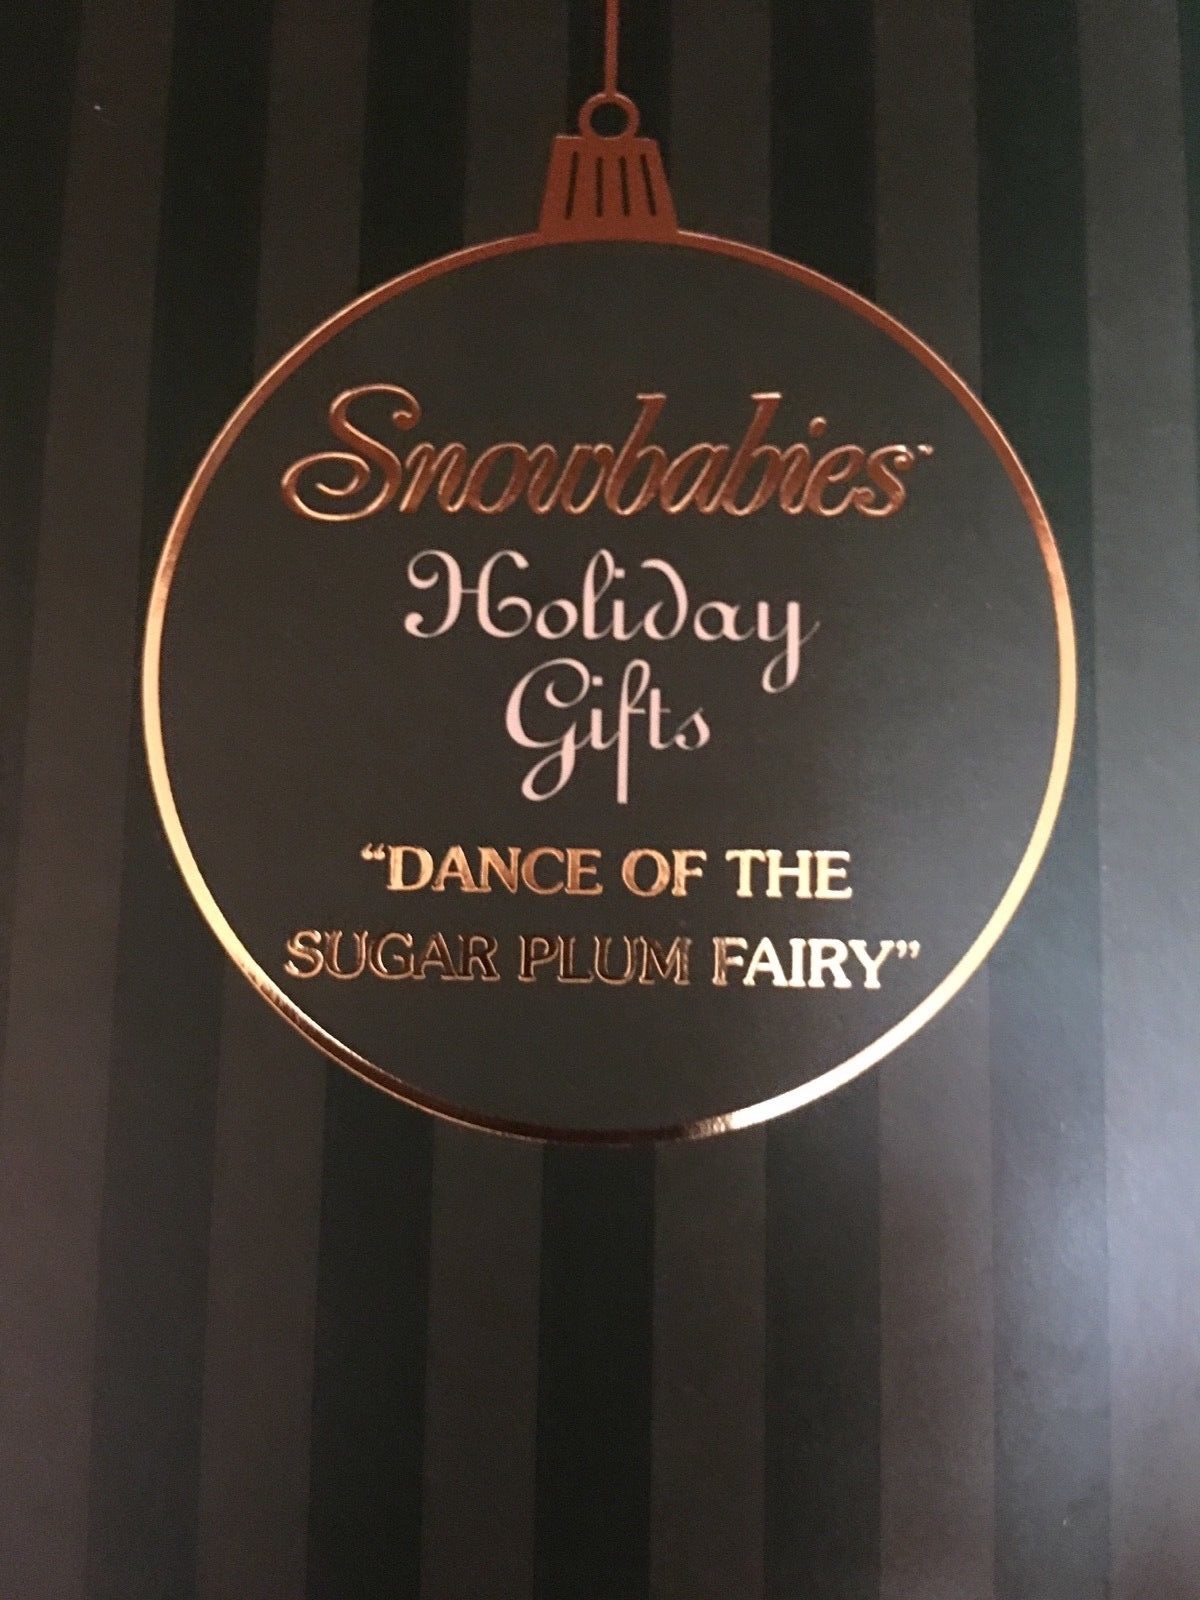 Snowbabies™
Holiday
Gifts
“DANCE OF THE
SUGAR PLUM FAIRY”